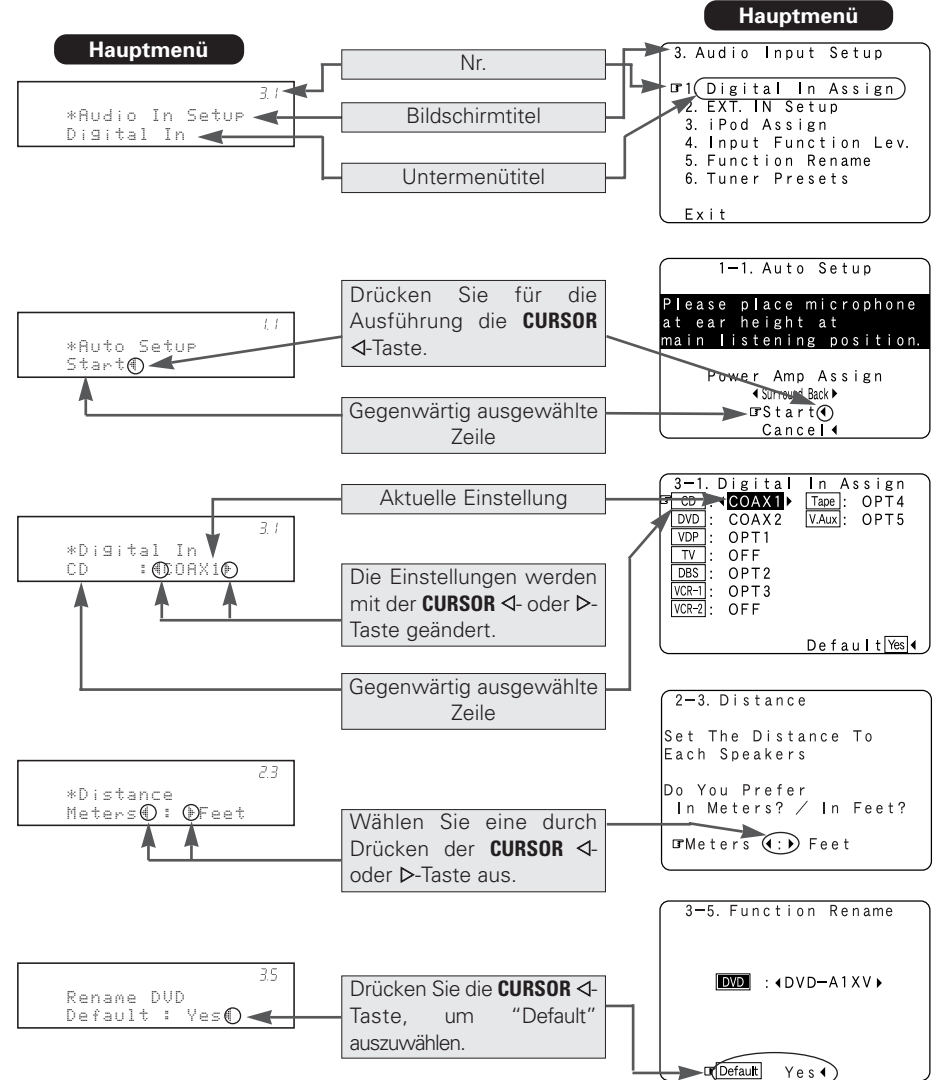 Hauptmenü
Hauptmenü
3.1
*Audio In Setup
Digital In
Nr.
Bildschirmtitel
Untermenütitel
3. Audio Input Setup
☞1. Digital In Assign
2. EXT. IN Setup
3. iPod Assign
4. Input Function Lev.
5. Function Rename
6. Tuner Presets
Exit
1.1
*Auto Setup
Start◀
Drücken Sie für die
Ausführung die CURSOR
◁-Taste.
Gegenwärtig ausgewählte
Zeile
1-1. Auto Setup
Please place microphone
at ear height at
main listening position.
Power Amp Assign
◀Surround Back▶
☞Start◀
Cancel◀
3.1
*Digital In
CD :◀COAX1▶
Aktuelle Einstellung
Die Einstellungen werden
mit der CURSOR ◁- oder ▷-
Taste geändert.
Gegenwärtig ausgewählte
Zeile
3-1. Digital In Assign
☞CD :◀COAX1▶ Tape: OPT4
DVD: COAX2 V.Aux: OPT5
VDP: OPT1
TV: OFF
DBS: OPT2
VCR-1: OPT3
VCR-2: OFF
Default Yes◀
2.3
*Distance
Meters◀: ▶Feet
Wählen Sie eine durch
Drücken der CURSOR ◁-
oder ▷-Taste aus.
2-3. Distance
Set The Distance To
Each Speakers
Do You Prefer
In Meters? / In Feet?
☞Meters ◀:▶ Feet
3.5
Rename DVD
Default : Yes◀
Drücken Sie die CURSOR ◁-
Taste, um "Default"
auszuwählen.
3-5. Function Rename
DVD :◀DVD-A1XV▶
☞Default Yes◀